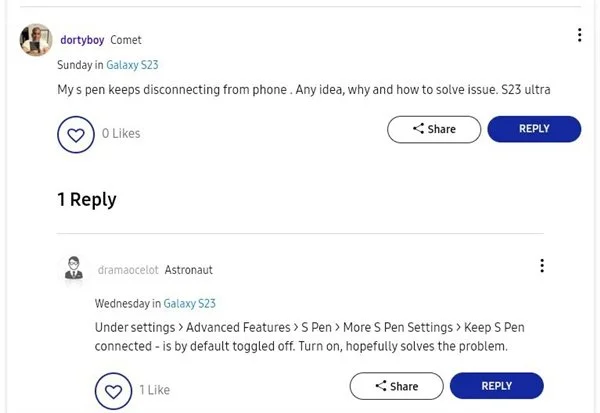 dortyboy Comet
Sunday in Galaxy S23
My s pen keeps disconnecting from phone . Any idea, why and how to solve issue. S23 ultra
0 Likes
Share
REPLY
1 Reply
dramaocelot Astronaut
Wednesday in Galaxy S23
Under settings > Advanced Features > S Pen > More S Pen Settings > Keep S Pen
connected - is by default toggled off. Turn on, hopefully solves the problem.
1 Like
Share
REPLY